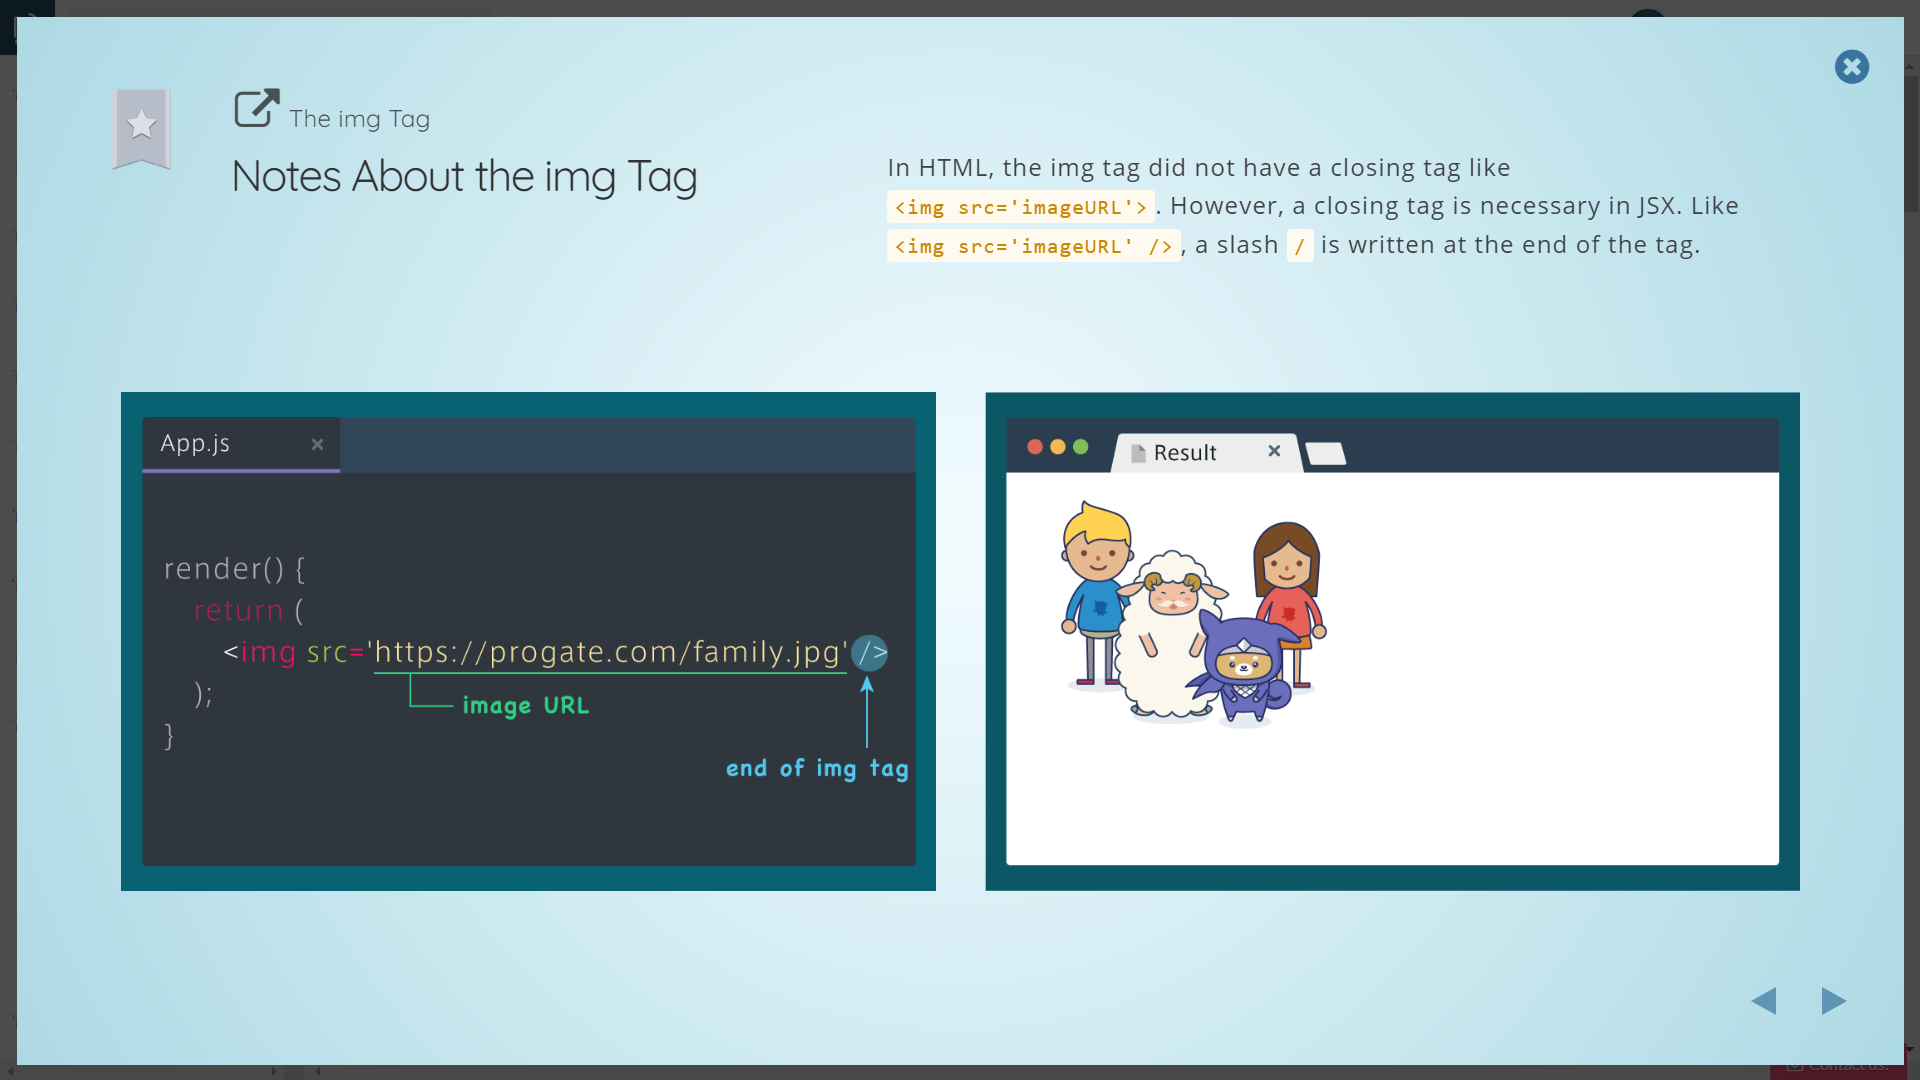 The img Tag
Notes About the img Tag
In HTML, the img tag did not have a closing tag like
<img src='imageURL'>. However, a closing tag is necessary in JSX. Like
<img src='imageURL' />, a slash / is written at the end of the tag.
App.js
render() {
return (
<img src='https://progate.com/family.jpg' />
);
}
image URL
end of img tag
Result
Contact us!